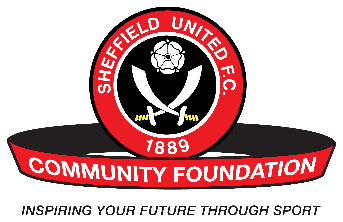 SHEFFIELD UNITED F.C.
1889
COMMUNITY FOUNDATION
INSPIRING YOUR FUTURE THROUGH SPORT